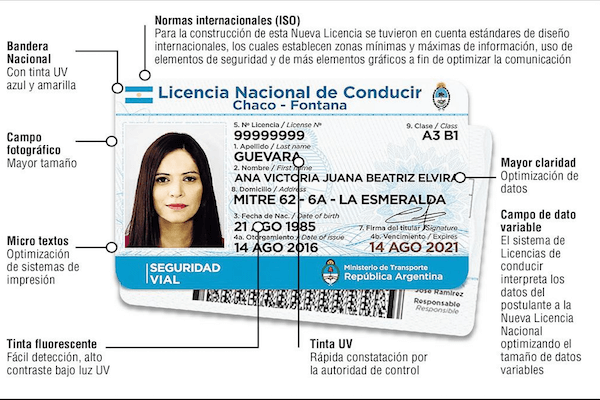 Normas internacionales (ISO)
Para la construcción de esta Nueva Licencia se tuvieron en cuenta estándares de diseño
internacionales, los cuales establecen zonas mínimas y máximas de información, uso de
elementos de seguridad y de más elementos gráficos a fin de optimizar la comunicación
Bandera
Nacional
Con tinta UV
azul y amarilla
Campo
fotográfico
Mayor tamaño
Micro textos
Optimización
de sistemas de
impresión
Licencia Nacional de Conducir
Chaco - Fontana
5. Nº Licencia / License Nº
99999999
9. Clase / Class
A3 B1
1. Apellido / Last name
GUEVARA
2. Nombre / First name
ANA VICTORIA JUANA BEATRIZ ELVIRA
8. Domicilio / Address
MITRE 62 - 6A - LA ESMERALDA
3. Fecha de Nac. / Date of birth
21 AGO 1985
7. Firma del titular / Signature
4a. Otorgamiento / Date of issue
14 AGO 2016
4b. Vencimiento / Expires
14 AGO 2021
SEGURIDAD
VIAL
Ministerio de Transporte
República Argentina
José Ramirez
Responsable
Responsible
Mayor claridad
Optimización de
datos
Campo de dato
variable
El sistema de
Licencias de
conducir
interpreta los
datos del
postulante a la
Nueva Licencia
Nacional
optimizando el
tamaño de datos
variables
Tinta fluorescente
Fácil detección, alto
contraste bajo luz UV
Tinta UV
Rápida constatación por
la autoridad de control